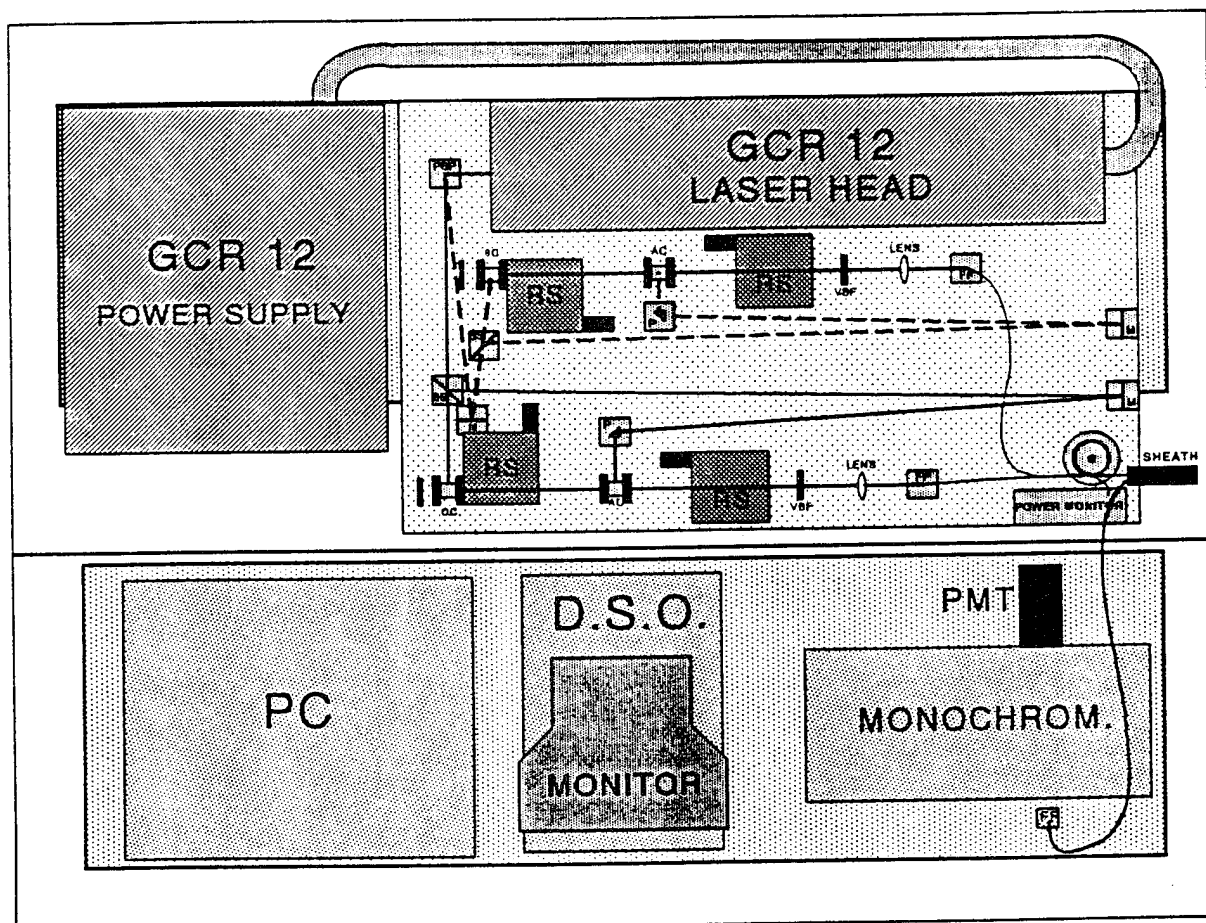 GCR 12
LASER HEAD
GCR 12
POWER SUPPLY
AC
LENS
RS
RS
VBF
FP
M
M
RS
RS
LENS
VBF
O.C.
SHEATH
POWER MONITOR
D.S.O.
PMT
PC
MONOCHROM.
MONITOR